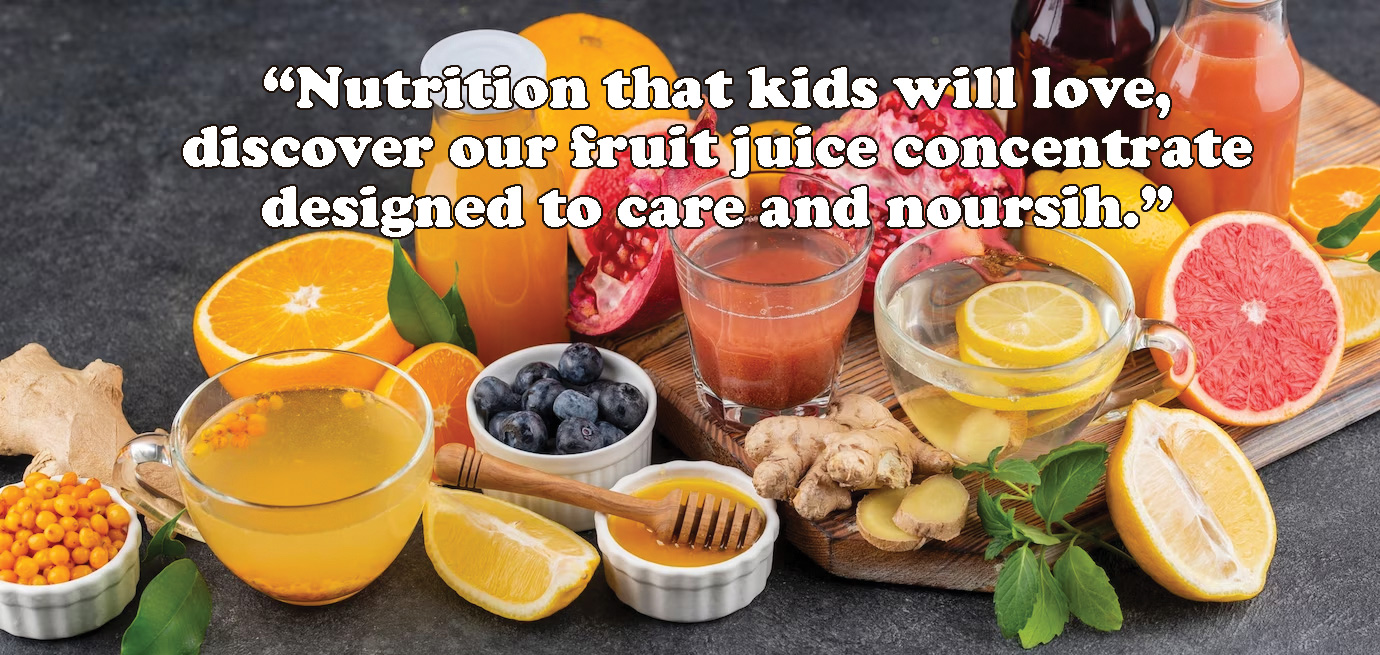 “Nutrition that kids will love,
discover our fruit juice concentrate
designed to care and noursih.”